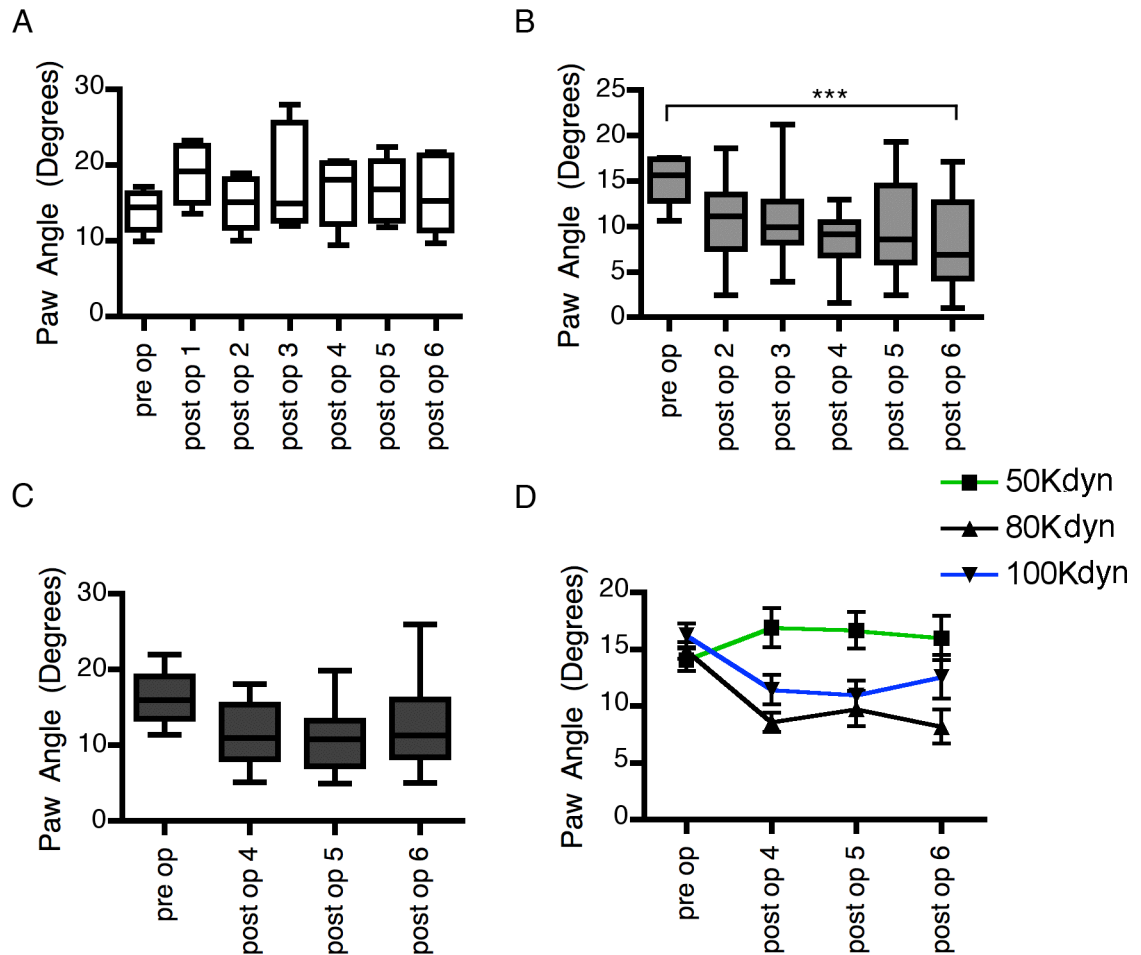 A
Paw Angle (Degrees)
30
20
10
0
pre op
post op 1
post op 2
post op 3
post op 4
post op 5
post op 6
B
Paw Angle (Degrees)
25
20
15
10
5
0
***
pre op
post op 2
post op 3
post op 4
post op 5
post op 6
C
Paw Angle (Degrees)
30
20
10
0
pre op
post op 4
post op 5
post op 6
D
50Kdyn
80Kdyn
100Kdyn
Paw Angle (Degrees)
20
15
10
5
0
pre op
post op 4
post op 5
post op 6